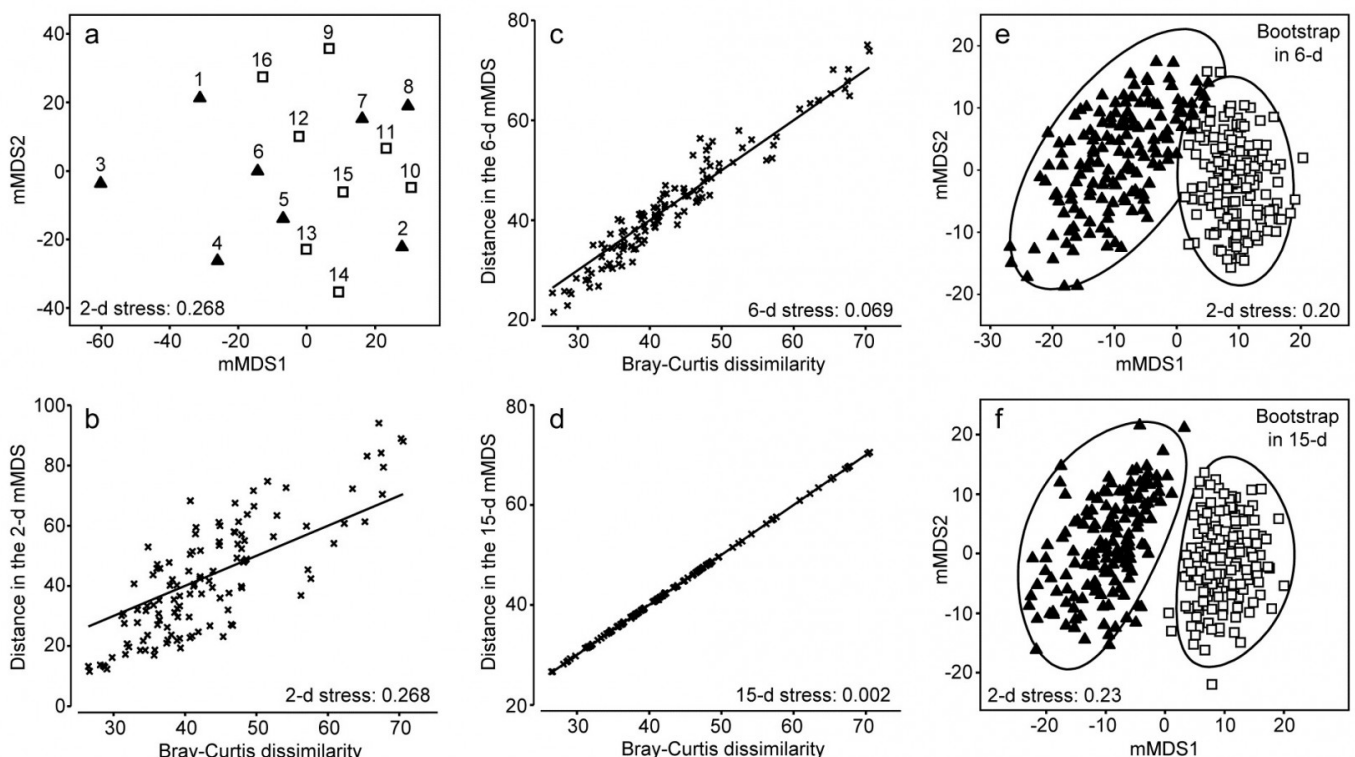 a
40
20
0
-20
-40
mMDS2
9
16
1
8
7
12
11
6
15
10
3
5
13
2
4
14
2-d stress: 0.268
-60
-40
-20
0
20
mMDS1
b
100
80
60
40
20
0
Distance in the 2-d mMDS
2-d stress: 0.268
30
40
50
60
70
Bray-Curtis dissimilarity
c
80
60
40
20
Distance in the 6-d mMDS
6-d stress: 0.069
30
40
50
60
70
Bray-Curtis dissimilarity
d
80
60
40
20
Distance in the 15-d mMDS
15-d stress: 0.002
30
40
50
60
70
Bray-Curtis dissimilarity
e
Bootstrap
in 6-d
20
10
0
-10
-20
mMDS2
2-d stress: 0.20
-30
-20
-10
0
10
20
mMDS1
f
Bootstrap
in 15-d
20
10
0
-10
-20
mMDS2
2-d stress: 0.23
-20
-10
0
10
20
mMDS1